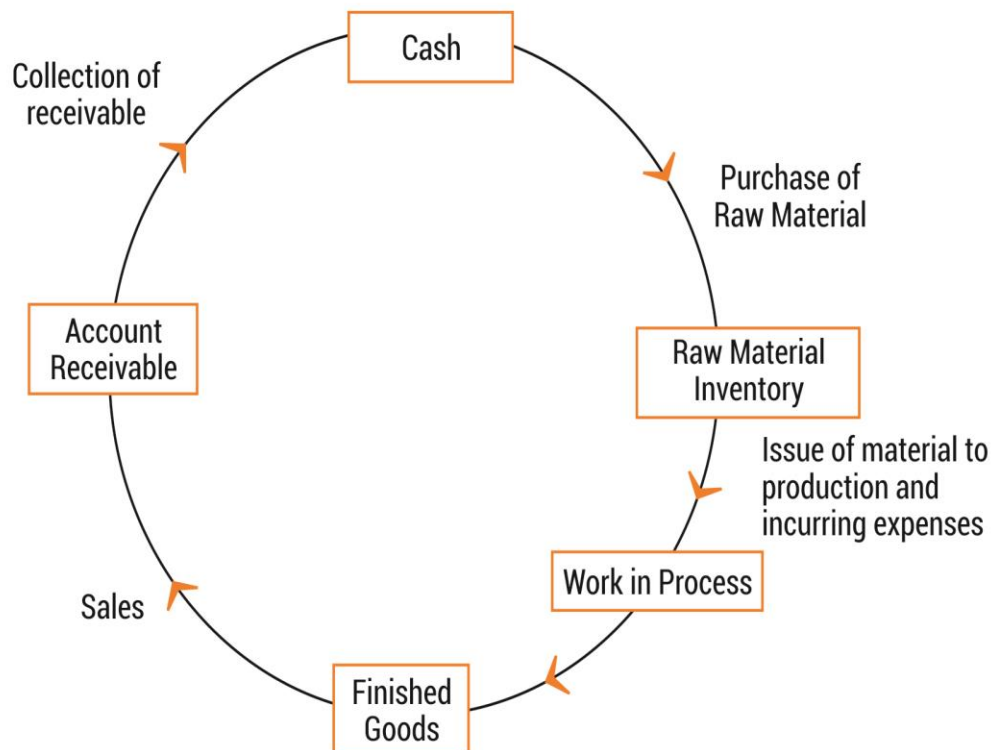 Cash
Collection of
receivable
Purchase of
Raw Material
Account
Receivable
Raw Material
Inventory
Issue of material to
production and
incurring expenses
Work in Process
Sales
Finished
Goods